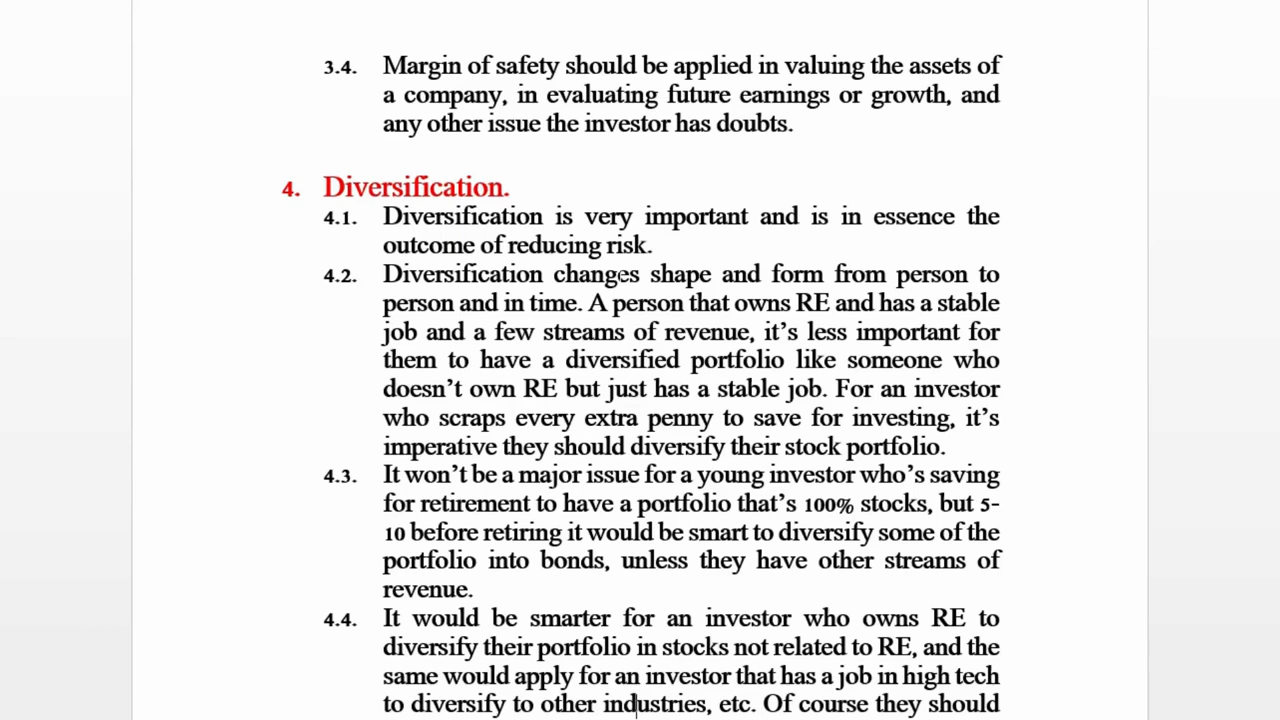 3.4. Margin of safety should be applied in valuing the assets of
a company, in evaluating future earnings or growth, and
any other issue the investor has doubts.
4. Diversification.
4.1. Diversification is very important and is in essence the
outcome of reducing risk.
4.2. Diversification changes shape and form from person to
person and in time. A person that owns RE and has a stable
job and a few streams of revenue, it’s less important for
them to have a diversified portfolio like someone who
doesn’t own RE but just has a stable job. For an investor
who scraps every extra penny to save for investing, it’s
imperative they should diversify their stock portfolio.
4.3. It won’t be a major issue for a young investor who’s saving
for retirement to have a portfolio that’s 100% stocks, but 5-
10 before retiring it would be smart to diversify some of the
portfolio into bonds, unless they have other streams of
revenue.
4.4. It would be smarter for an investor who owns RE to
diversify their portfolio in stocks not related to RE, and the
same would apply for an investor that has a job in high tech
to diversify to other industries, etc. Of course they should